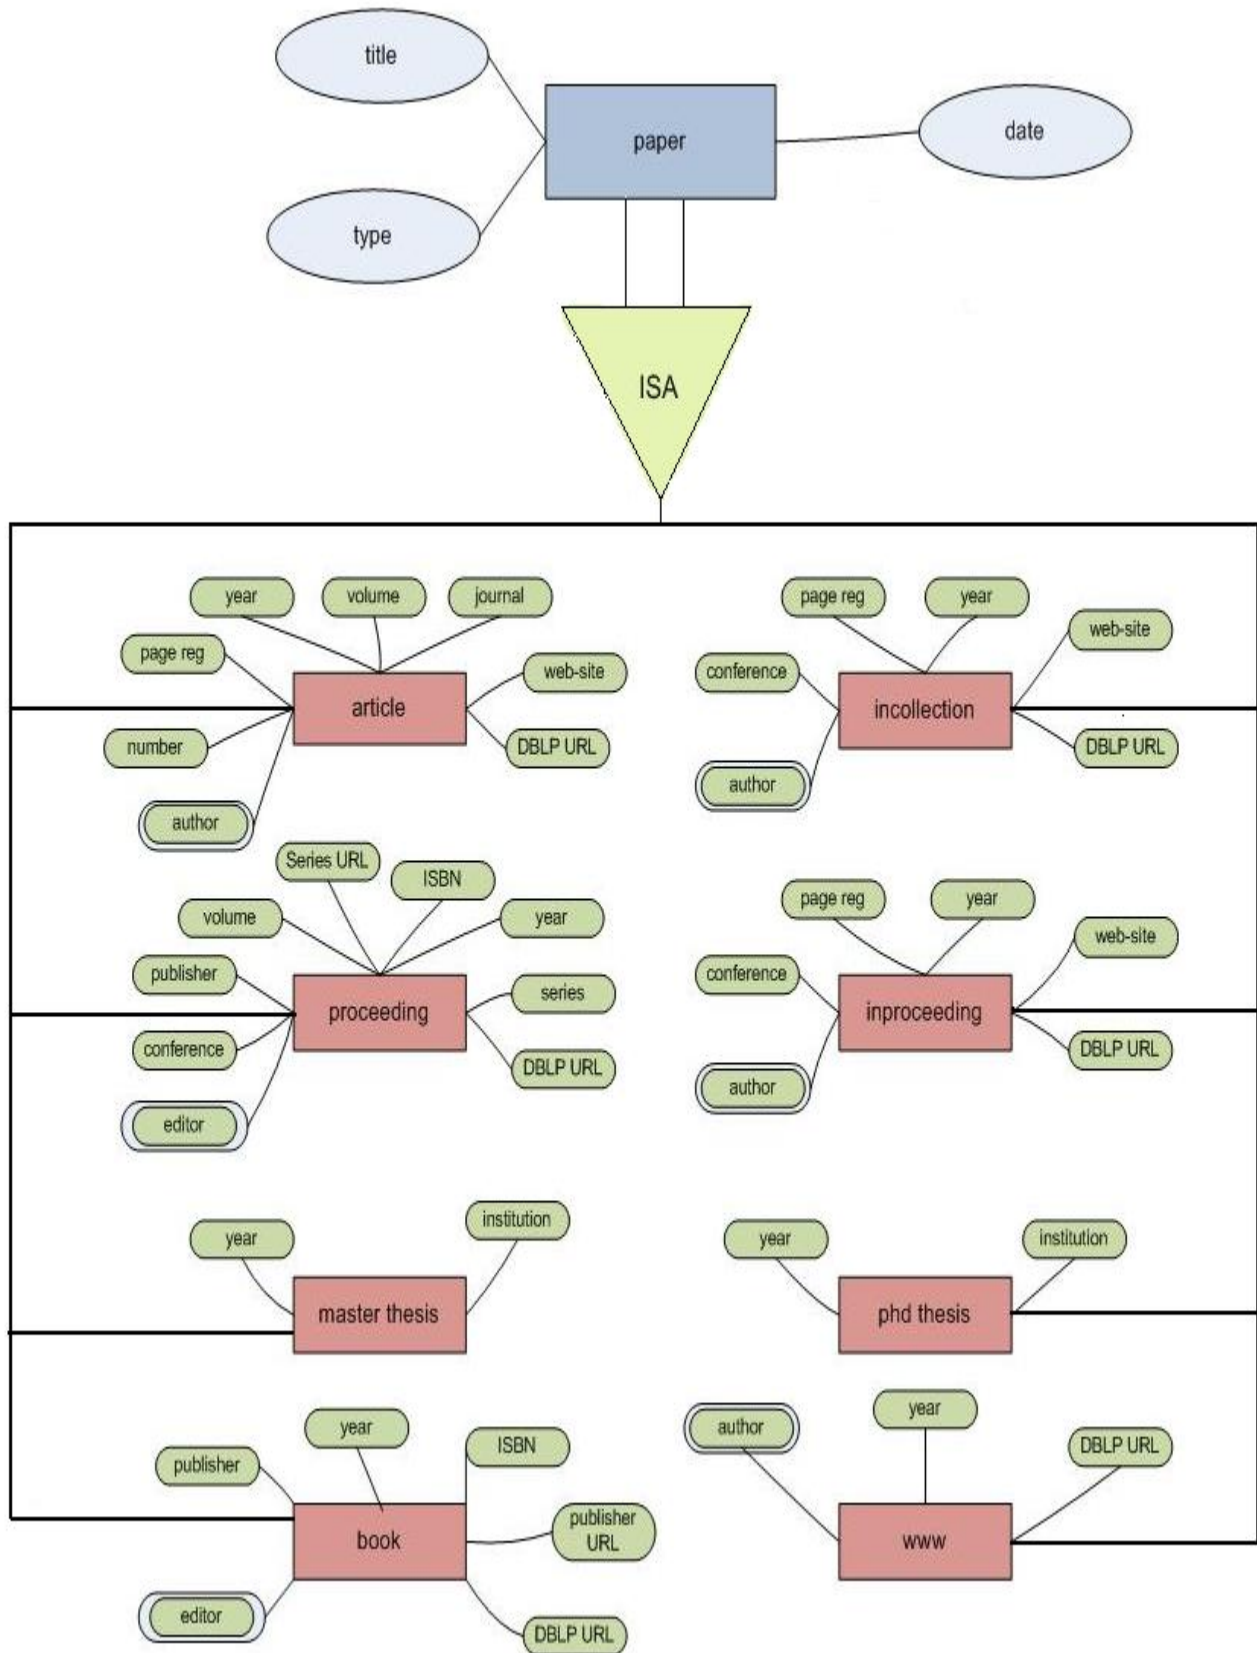 title
paper
date
type
ISA
year
volume
journal
page reg
web-site
article
number
DBLP URL
author
page reg
year
web-site
conference
incollection
DBLP URL
author
Series URL
ISBN
volume
year
publisher
series
proceeding
conference
DBLP URL
editor
page reg
year
web-site
conference
inproceeding
DBLP URL
author
year
institution
master thesis
year
institution
phd thesis
year
ISBN
publisher
publisher
URL
book
editor
DBLP URL
author
year
DBLP URL
www